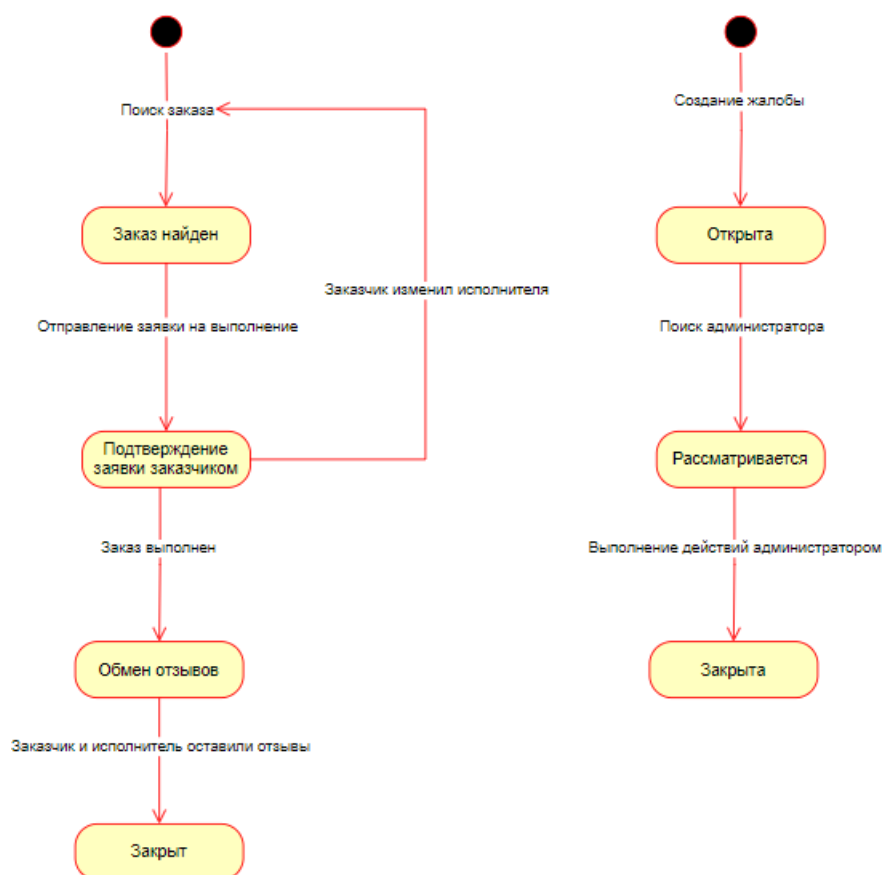 Поиск заказа
Заказ найден
Отправление заявки на выполнение
Заказчик изменил исполнителя
Подтверждение
заявки заказчиком
Заказ выполнен
Обмен отзывов
Заказчик и исполнитель оставили отзывы
Закрыт
Создание жалобы
Открыта
Поиск администратора
Рассматривается
Выполнение действий администратором
Закрыта